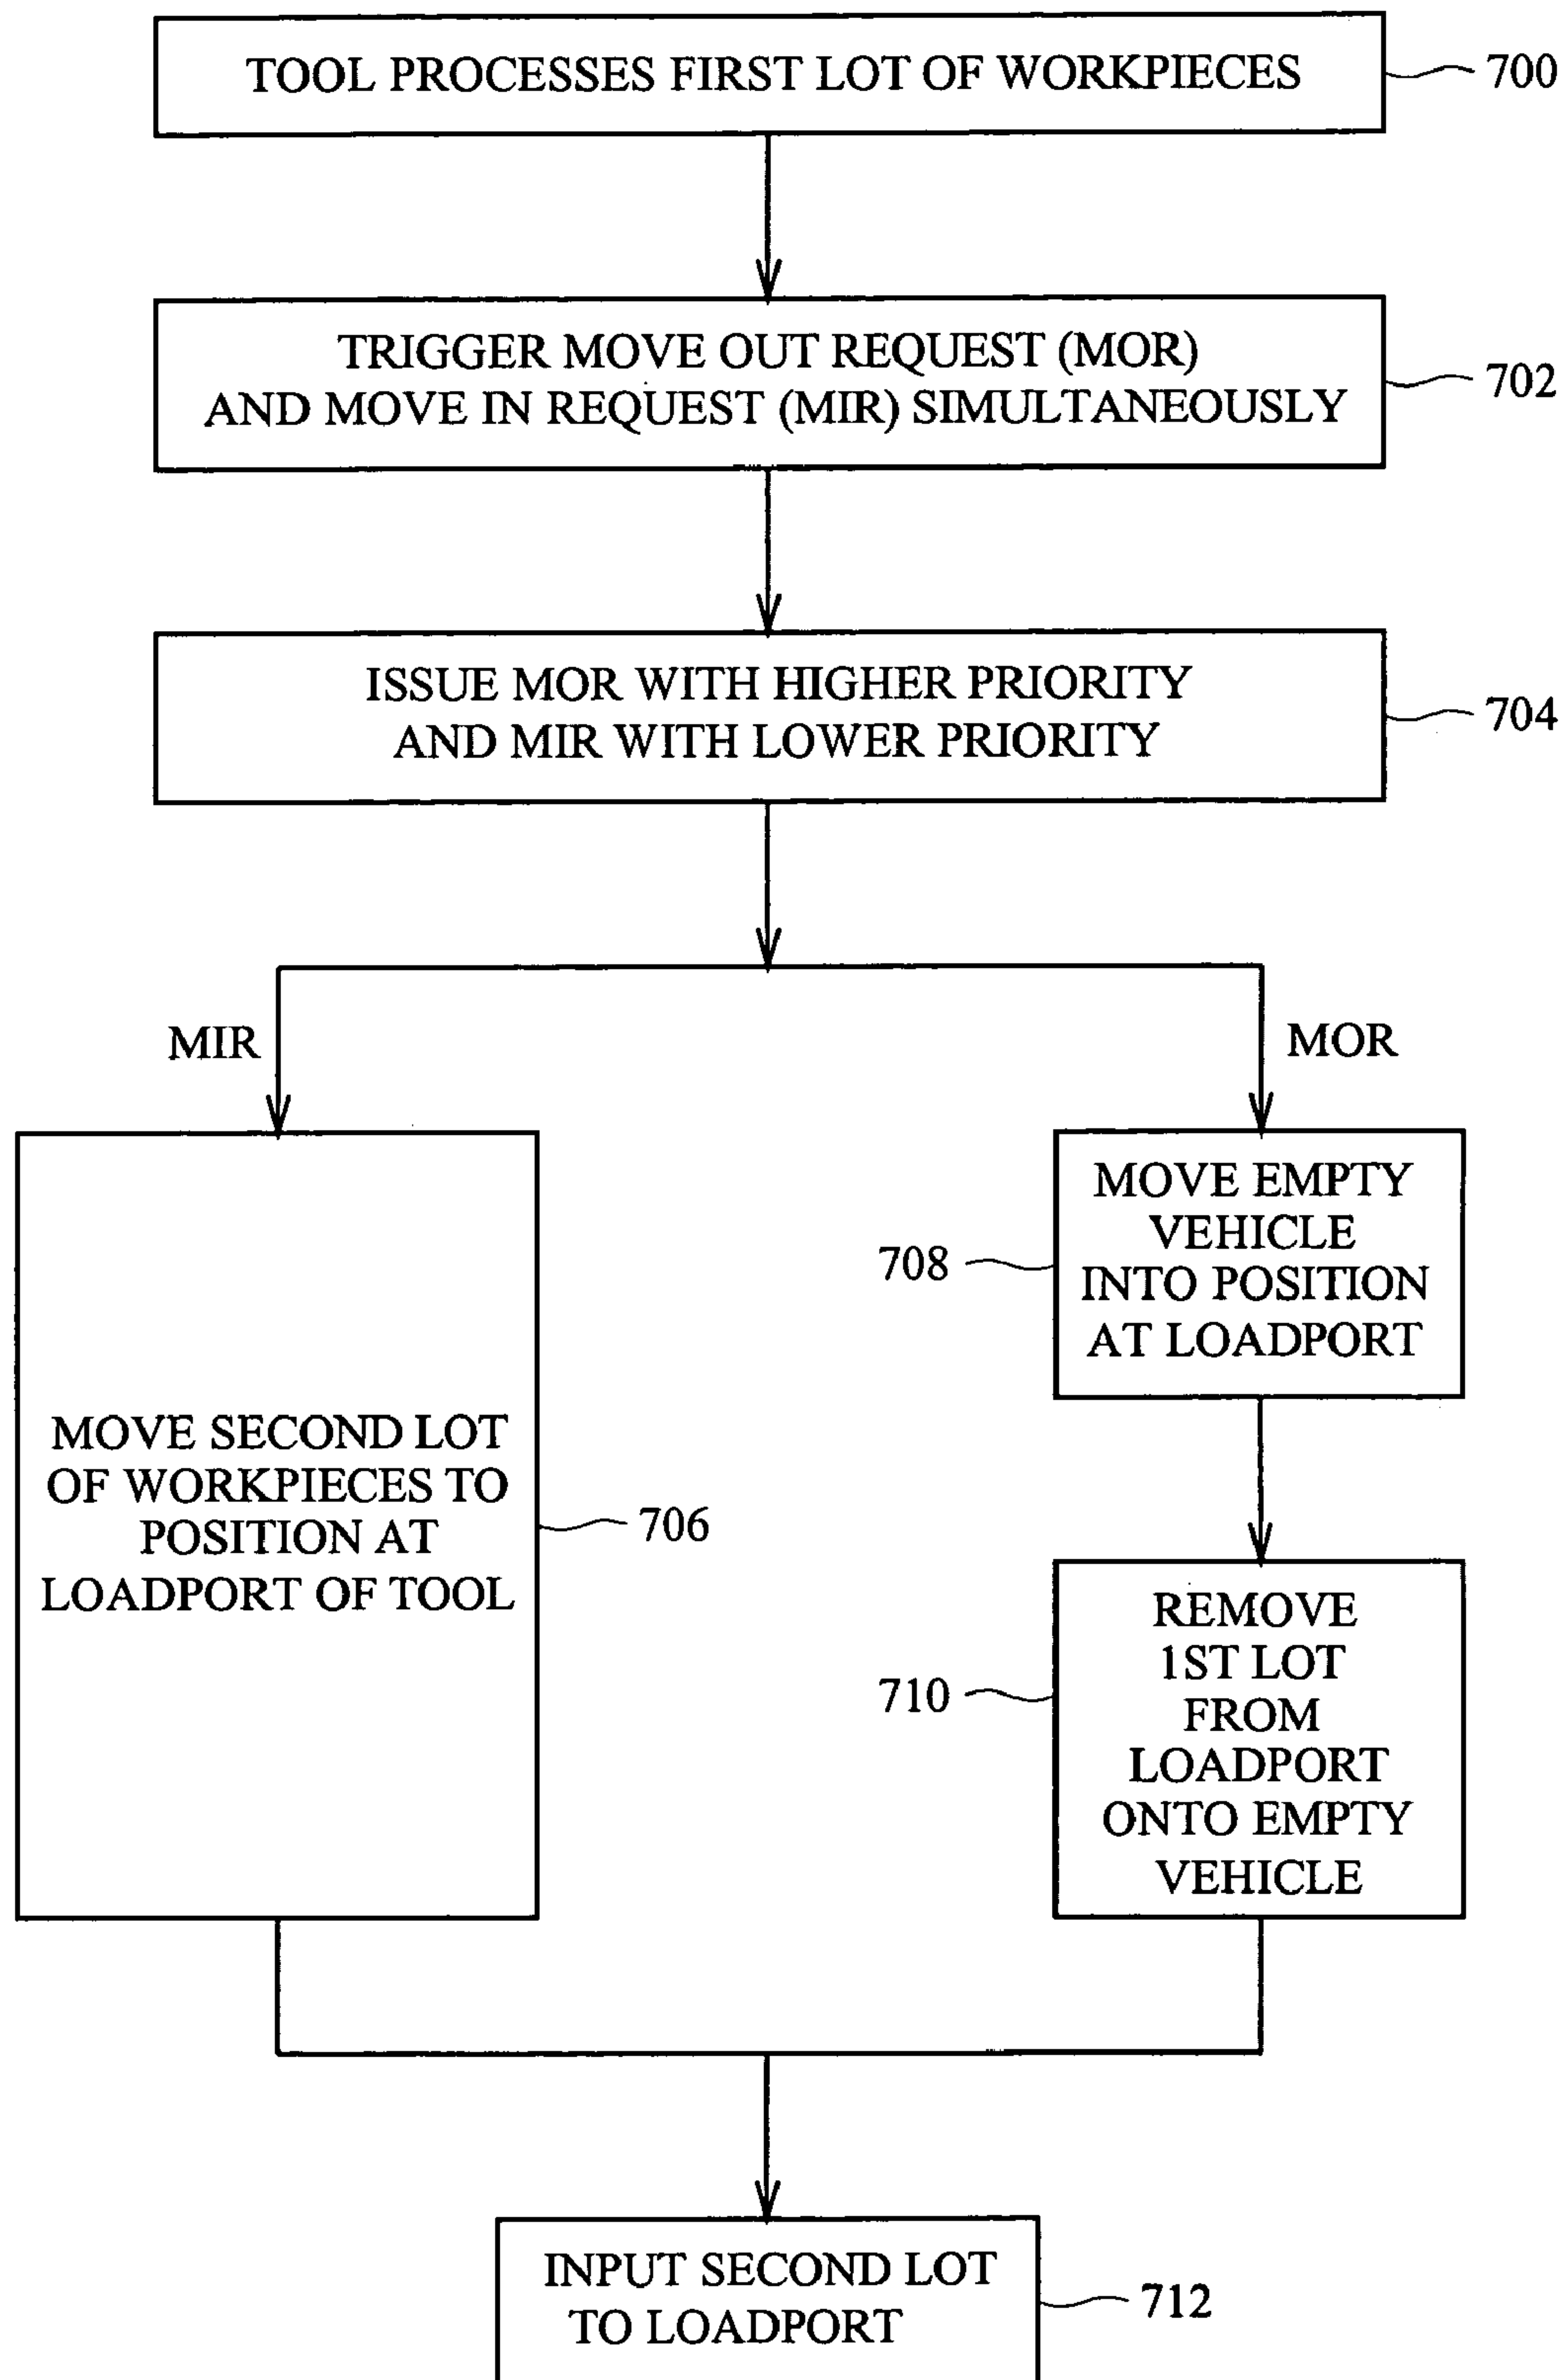 TOOL PROCESSES FIRST LOT OF WORKPIECES
700
TRIGGER MOVE OUT REQUEST (MOR)
AND MOVE IN REQUEST (MIR) SIMULTANEOUSLY
702
ISSUE MOR WITH HIGHER PRIORITY
AND MIR WITH LOWER PRIORITY
704
MIR
MOR
MOVE SECOND LOT
OF WORKPIECES TO
POSITION AT
LOADPORT OF TOOL
706
MOVE EMPTY
VEHICLE
INTO POSITION
AT LOADPORT
708
REMOVE
1ST LOT
FROM
LOADPORT
ONTO EMPTY
VEHICLE
710
INPUT SECOND LOT
TO LOADPORT
712